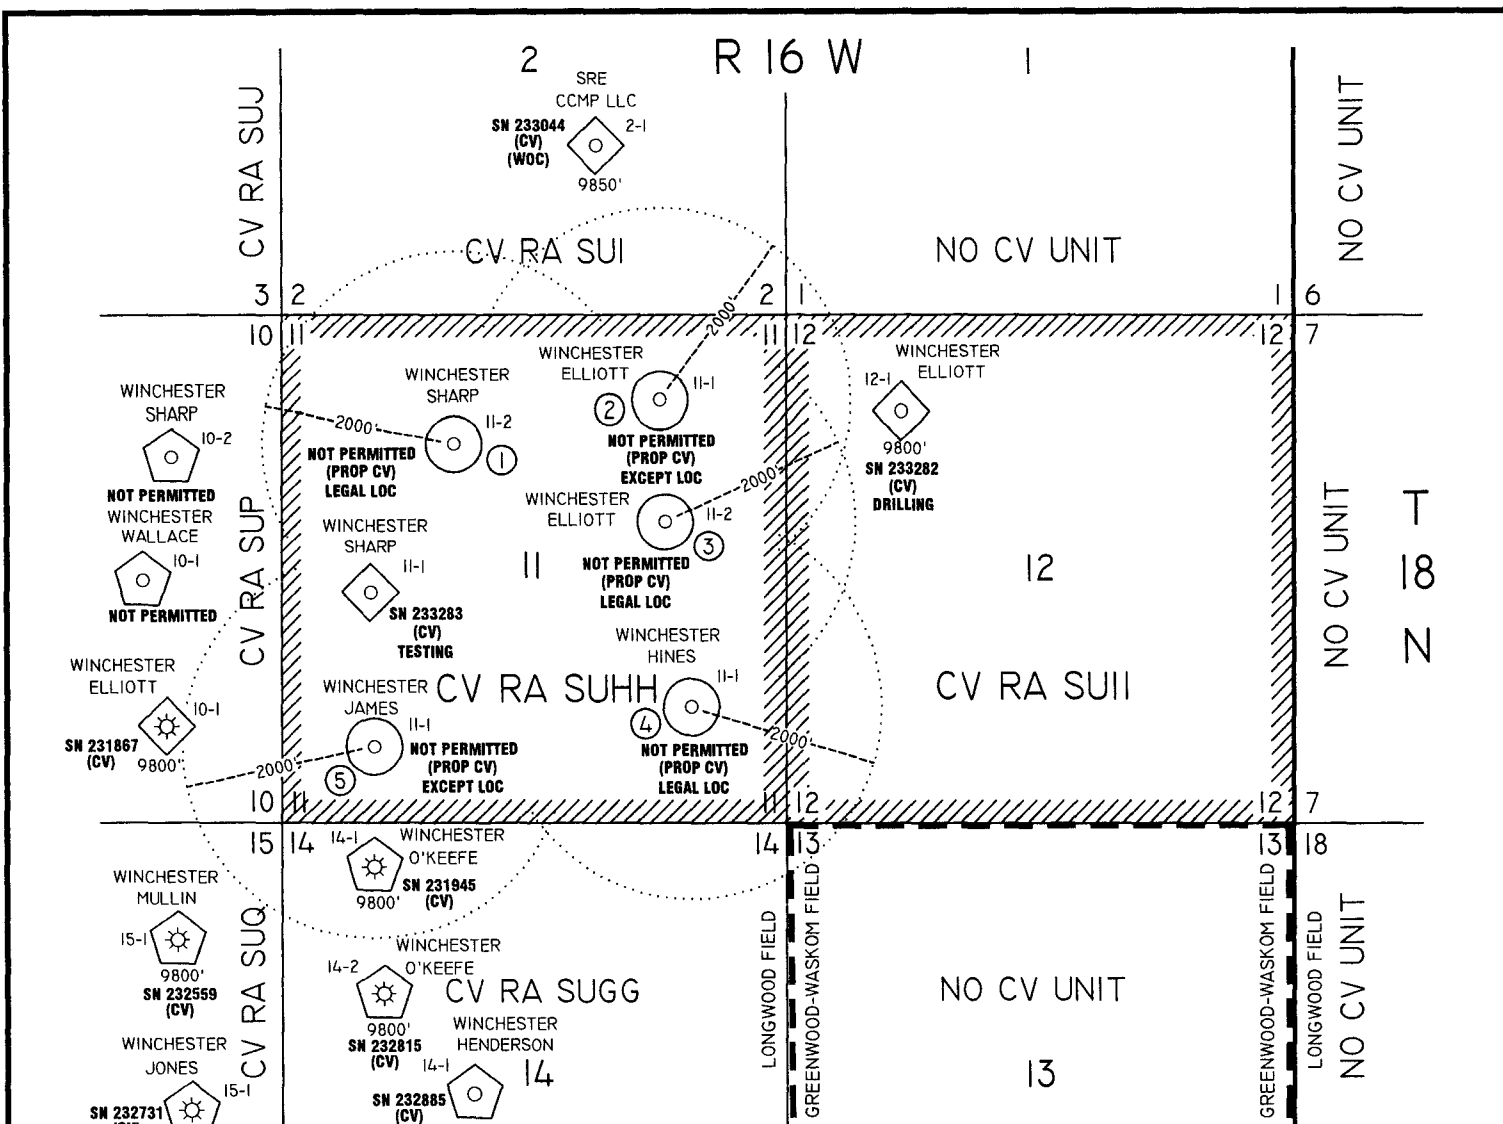 R 16 W
2
1
SRE
CCMP LLC
2-1
SN 233044
(CV)
(WOC)
9850'
CV RA SUJ
CV RA SUI
NO CV UNIT
NO CV UNIT
3 2
2 1
1 6
10 11
11 12
12 7
2000'
WINCHESTER
SHARP
10-2
NOT PERMITTED
WINCHESTER
WALLACE
10-1
NOT PERMITTED
WINCHESTER
ELLIOTT
10-1
SN 231867
(CV)
9800'
CV RA SUP
WINCHESTER
SHARP
11-2
1
2000'
NOT PERMITTED
(PROP CV)
LEGAL LOC
WINCHESTER
ELLIOTT
11-1
2
NOT PERMITTED
(PROP CV)
EXCEPT LOC
WINCHESTER
ELLIOTT
11-2
3
2000'
NOT PERMITTED
(PROP CV)
LEGAL LOC
WINCHESTER
SHARP
11-1
SN 233283
(CV)
TESTING
11
WINCHESTER
HINES
11-1
4
2000'
NOT PERMITTED
(PROP CV)
LEGAL LOC
CV RA SUHH
WINCHESTER
JAMES
11-1
5
2000'
NOT PERMITTED
(PROP CV)
EXCEPT LOC
WINCHESTER
ELLIOTT
12-1
9800'
SN 233282
(CV)
DRILLING
12
CV RA SUII
NO CV UNIT
T
18
N
10 11
11 12
12 7
15 14
14 13
13 18
WINCHESTER
MULLIN
15-1
9800'
SN 232559
(CV)
WINCHESTER
JONES
15-1
SN 232731
CV RA SUQ
14-1
WINCHESTER
O'KEEFE
SN 231945
(CV)
9800'
WINCHESTER
O'KEEFE
14-2
9800'
SN 232815
(CV)
CV RA SUGG
WINCHESTER
HENDERSON
14-1
SN 232885
(CV)
14
LONGWOOD FIELD
GREENWOOD-WASKOM FIELD
NO CV UNIT
13
GREENWOOD-WASKOM FIELD
LONGWOOD FIELD
NO CV UNIT